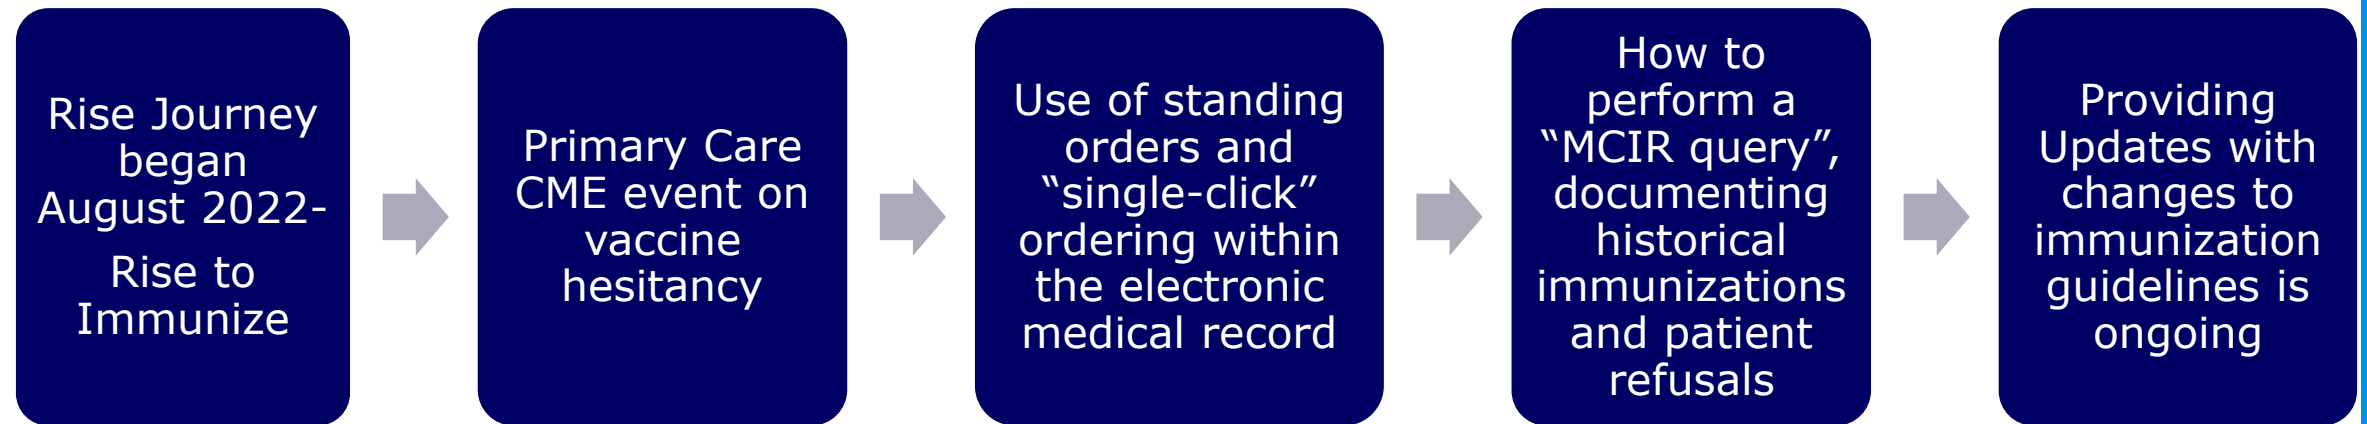 Rise Journey
began
August 2022-
Rise to
Immunize
Primary Care
CME event on
vaccine
hesitancy
Use of standing
orders and
“single-click”
ordering within
the electronic
medical record
How to
perform a
“MCIR query”,
documenting
historical
immunizations
and patient
refusals
Providing
Updates with
changes to
immunization
guidelines is
ongoing